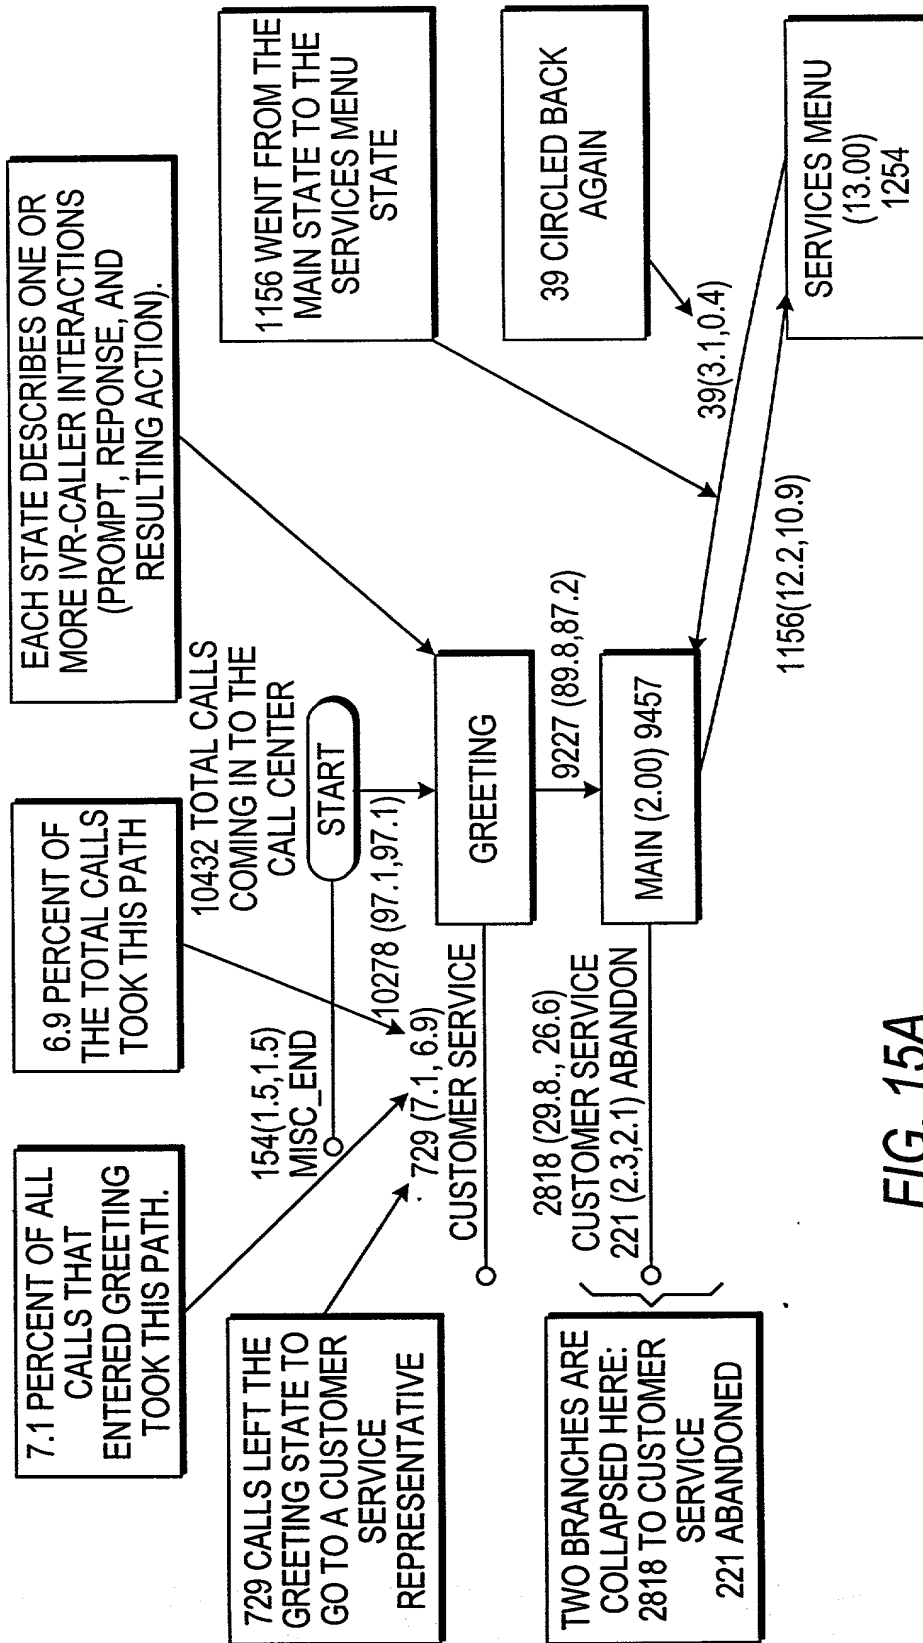 7.1 PERCENT OF ALL
CALLS THAT
ENTERED GREETING
TOOK THIS PATH.
6.9 PERCENT OF
THE TOTAL CALLS
TOOK THIS PATH
EACH STATE DESCRIBES ONE OR
MORE IVR-CALLER INTERACTIONS
(PROMPT, REPONSE, AND
RESULTING ACTION).
10432 TOTAL CALLS
COMING IN TO THE
CALL CENTER
START
154(1.5,1.5)
MISC_END
10278 (97.1,97.1)
1156 WENT FROM THE
MAIN STATE TO THE
SERVICES MENU
STATE
729 CALLS LEFT THE
GREETING STATE TO
GO TO A CUSTOMER
SERVICE
REPRESENTATIVE
729 (7.1, 6.9)
CUSTOMER SERVICE
GREETING
9227 (89.8,87.2)
39 CIRCLED BACK
AGAIN
TWO BRANCHES ARE
COLLAPSED HERE:
2818 TO CUSTOMER
SERVICE
221 ABANDONED
2818 (29.8., 26.6)
CUSTOMER SERVICE
221 (2.3,2.1) ABANDON
MAIN (2.00) 9457
39(3.1,0.4)
1156(12.2,10.9)
SERVICES MENU
(13.00)
1254
FIG. 15A